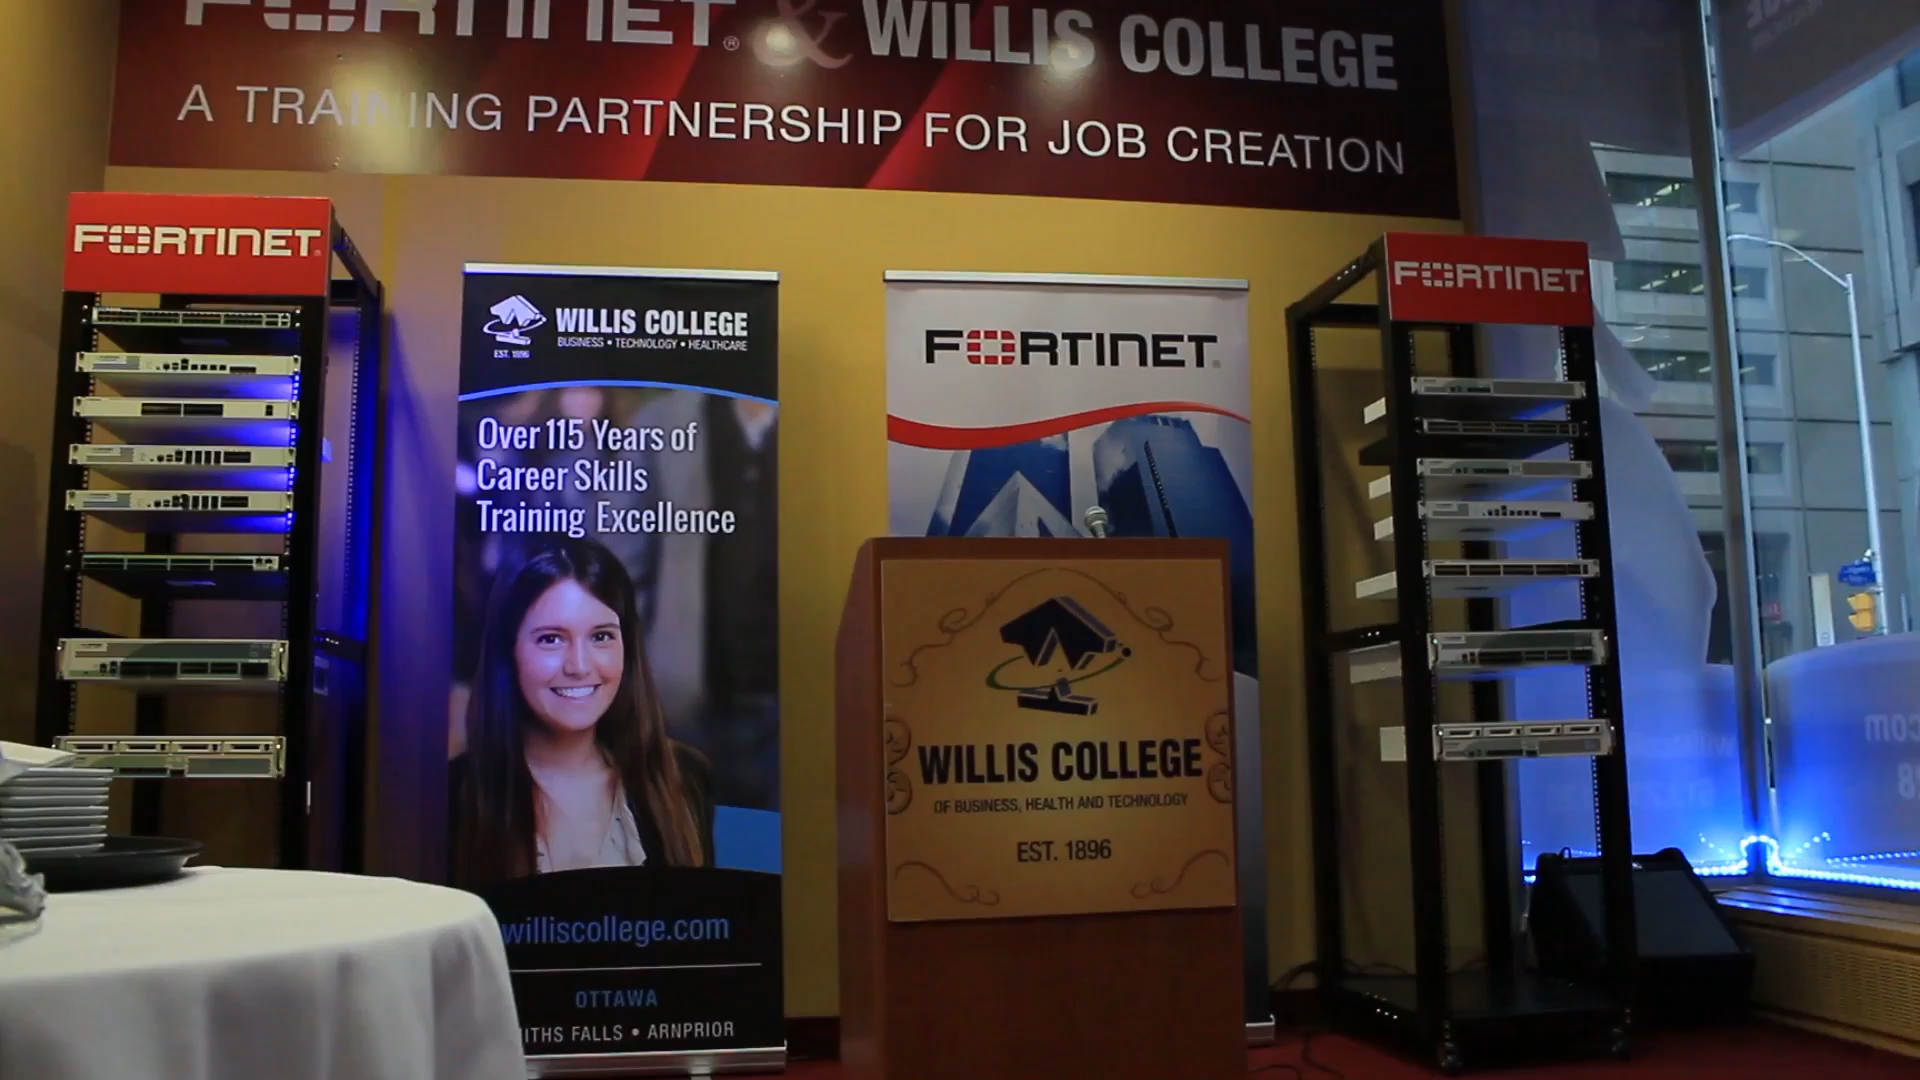 FORTINET® & WILLIS COLLEGE
A TRAINING PARTNERSHIP FOR JOB CREATION
FORTINET
WILLIS COLLEGE
BUSINESS • TECHNOLOGY • HEALTHCARE
EST. 1896
Over 115 Years of
Career Skills
Training Excellence
williscollege.com
OTTAWA
ITHS FALLS • ARNPRIOR
FORTINET
FORTINET
WILLIS COLLEGE
OF BUSINESS, HEALTH AND TECHNOLOGY
EST. 1896